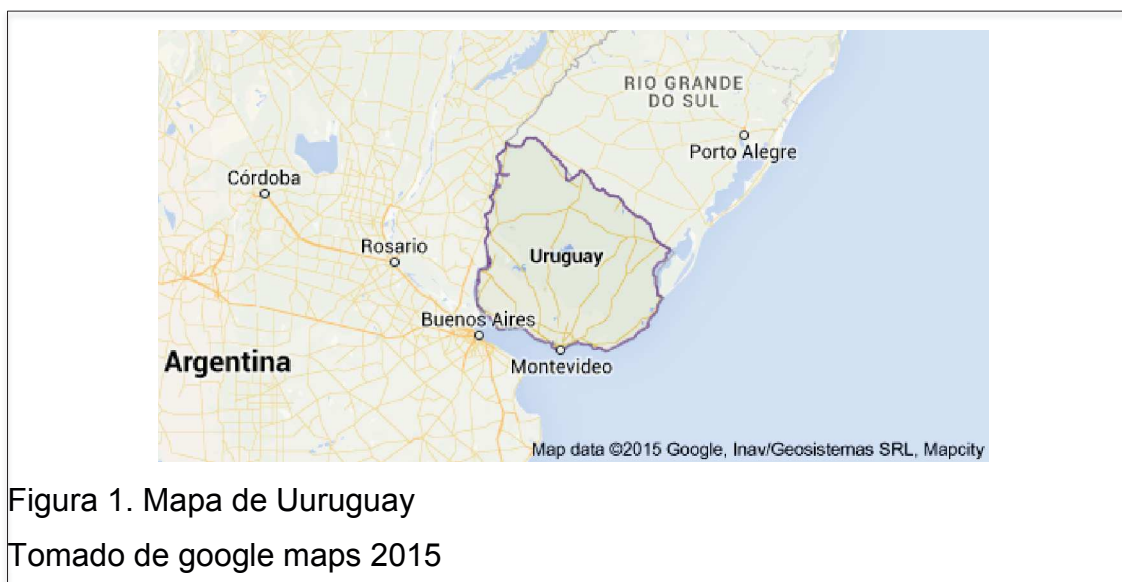 RIO GRANDE
DO SUL
Porto Alegre
Córdoba
Rosario
Uruguay
Buenos Aires
Argentina
Montevideo
Map data ©2015 Google, Inav/Geosistemas SRL, Mapcity
Figura 1. Mapa de Uuruguay
Tomado de google maps 2015